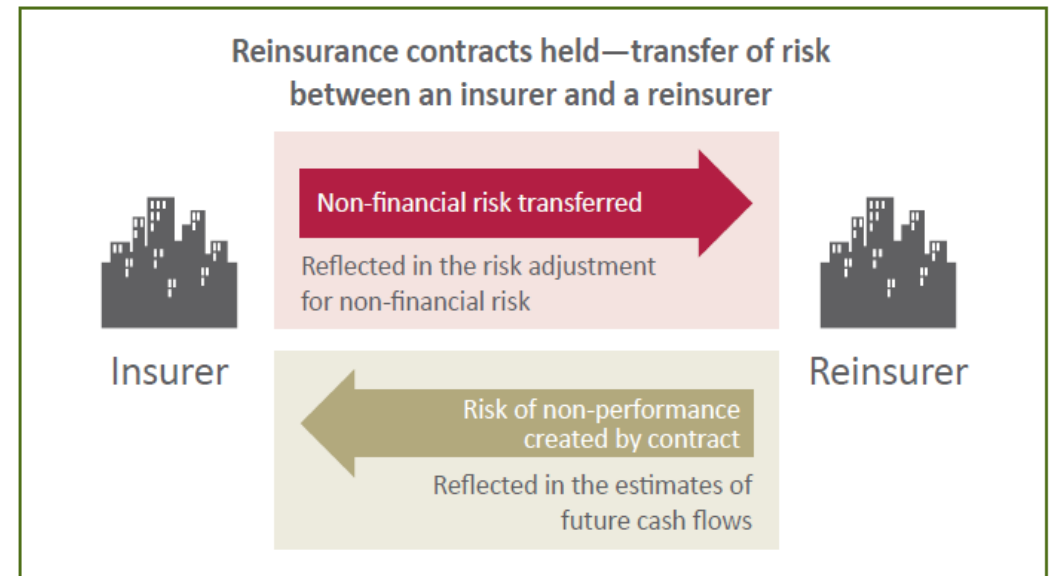 Reinsurance contracts held—transfer of risk
between an insurer and a reinsurer
Non-financial risk transferred
Reflected in the risk adjustment
for non-financial risk
Insurer
Reinsurer
Risk of non-performance
created by contract
Reflected in the estimates of
future cash flows